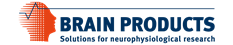 BRAIN PRODUCTS
Solutions for neurophysiological research